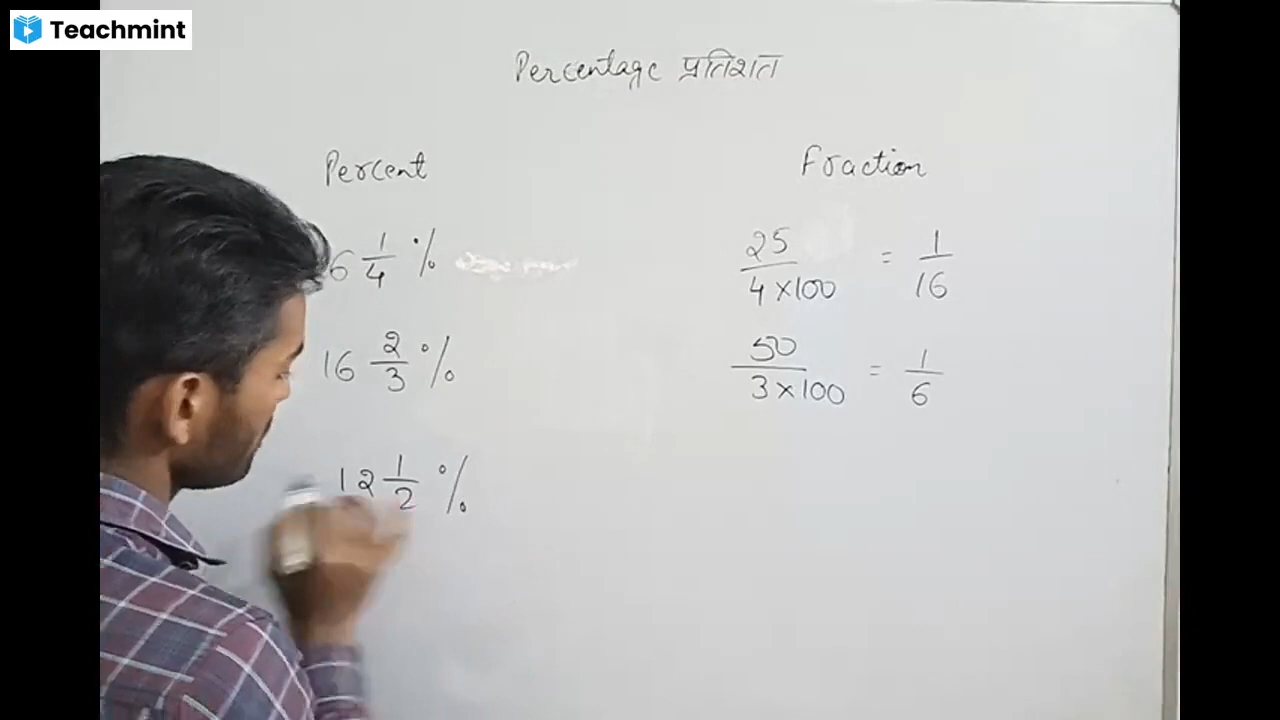 Teachmint
Percentage प्रतिशत
Percent Fraction
6 1/4 % 25/4×100 = 1/16
16 2/3 % 50/3×100 = 1/6
12 1/2 %